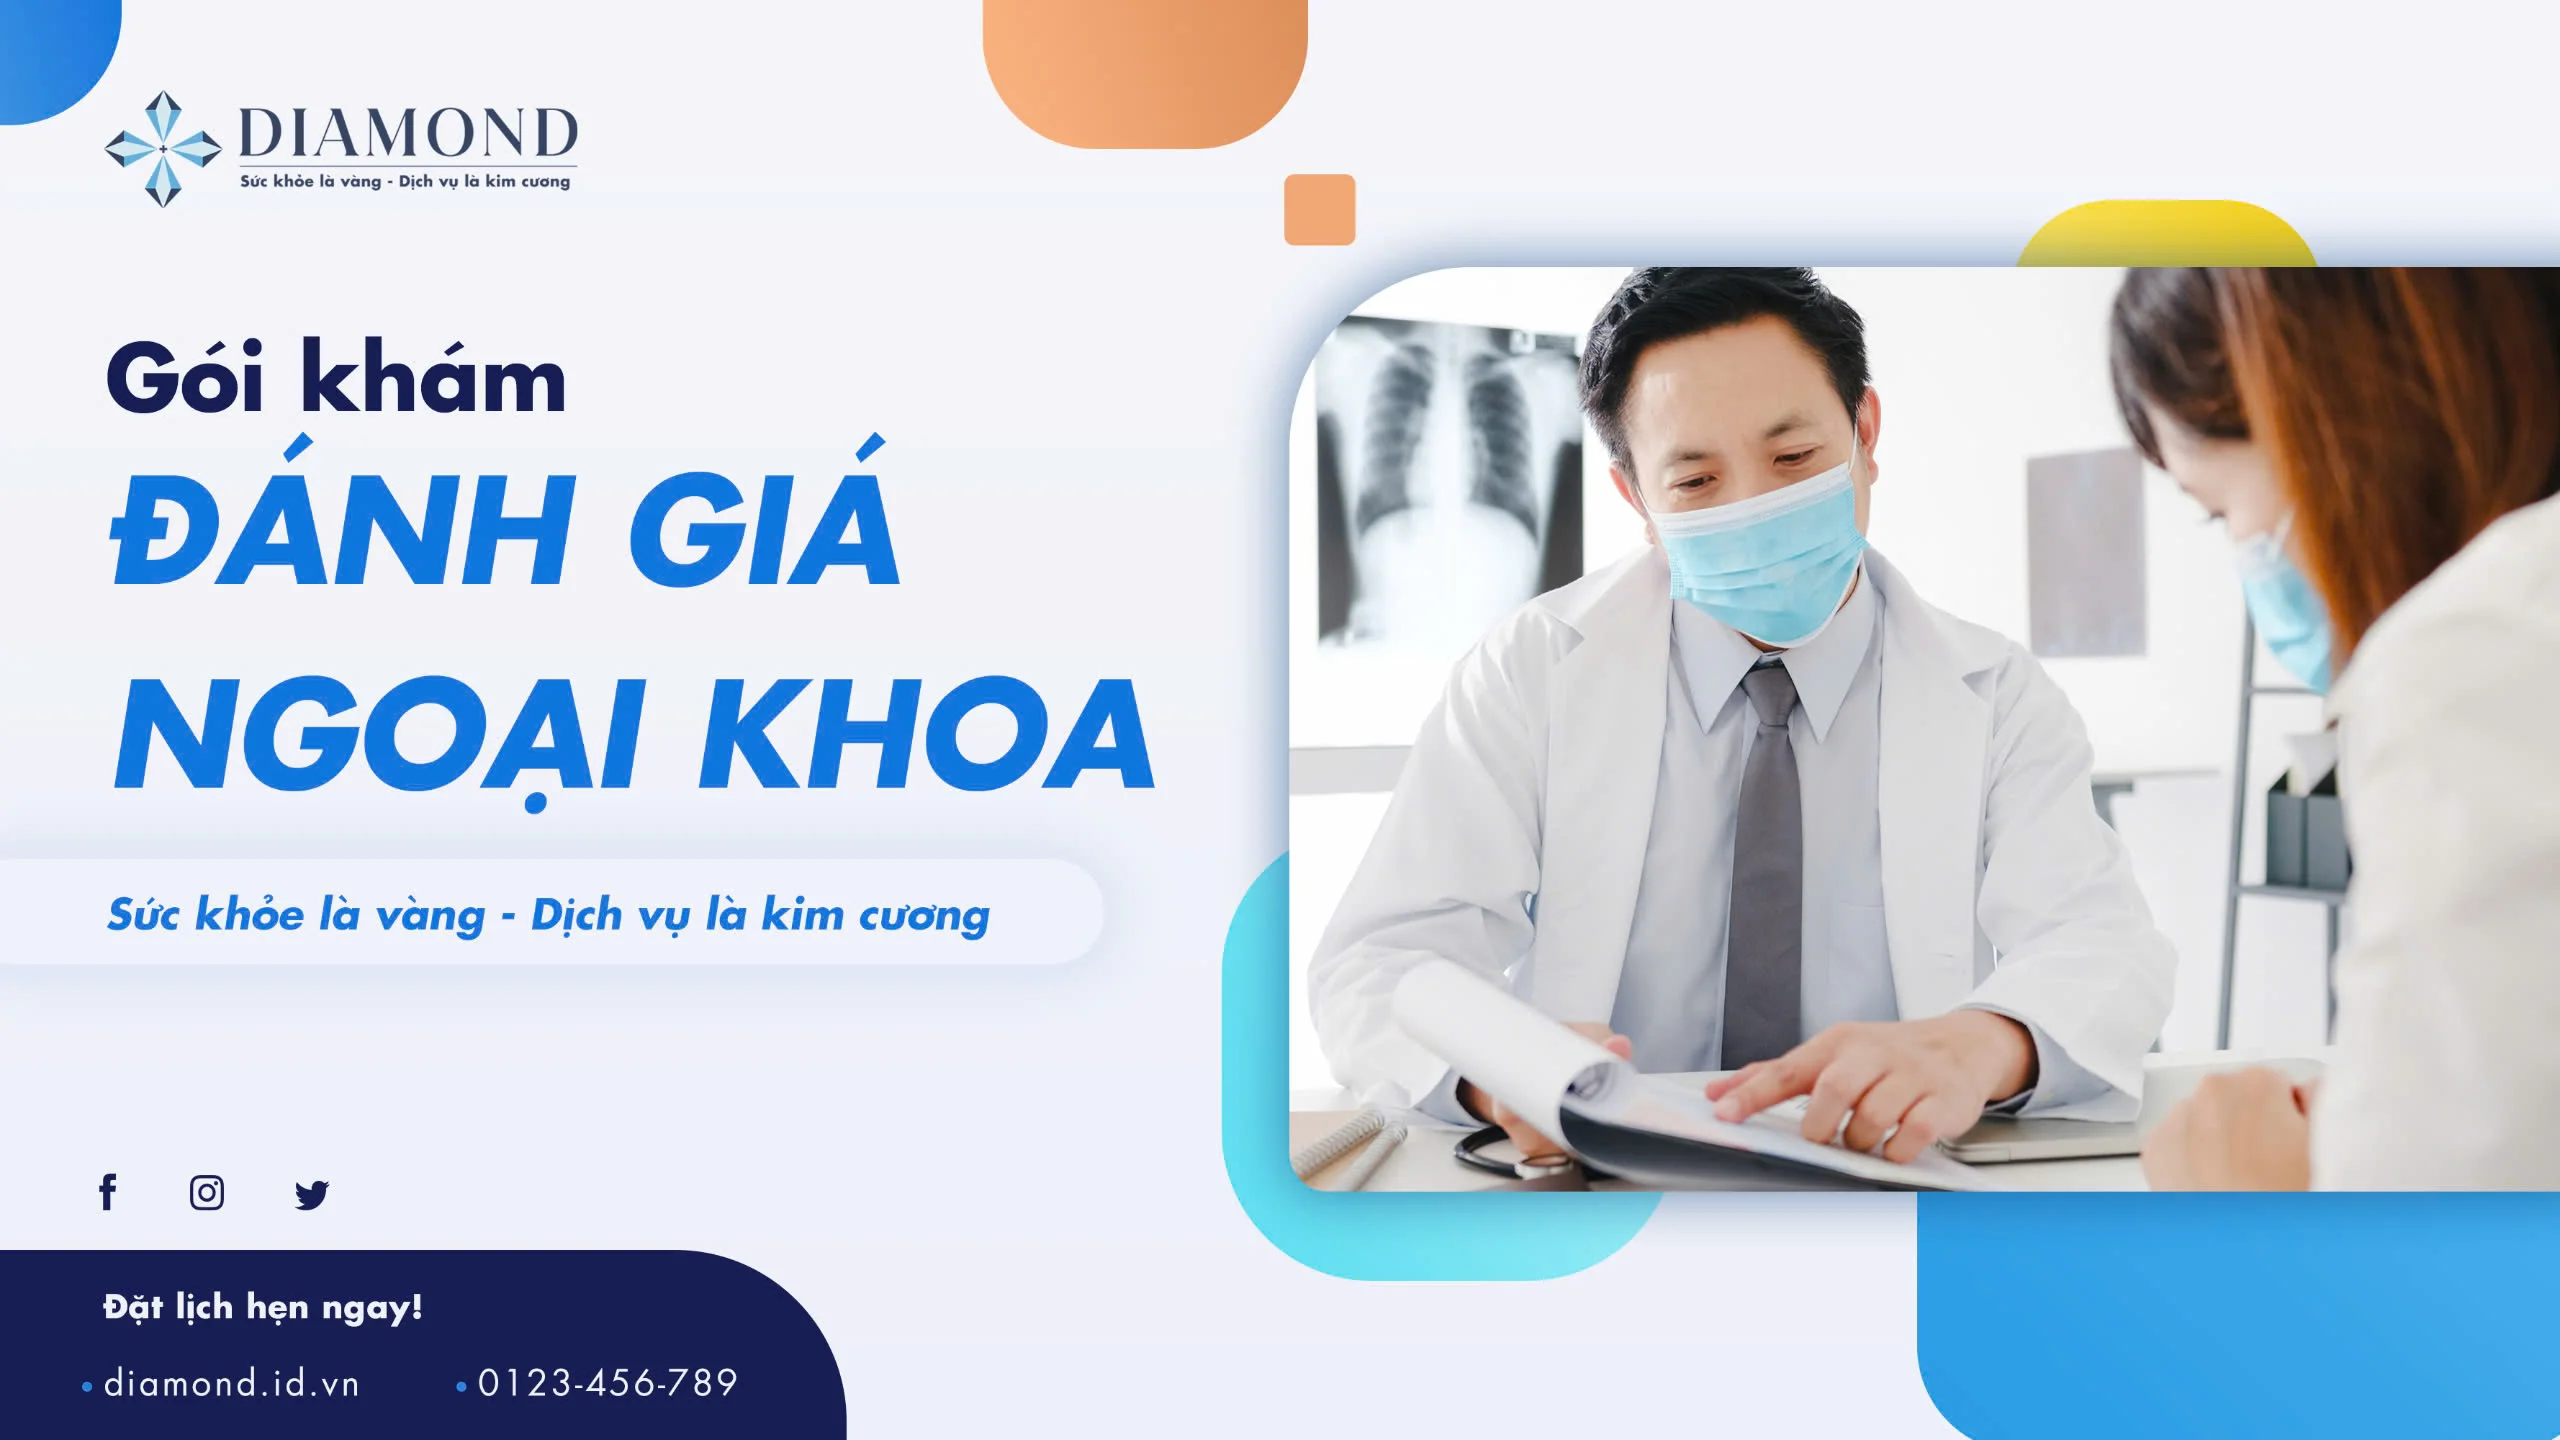 DIAMOND
Sức khỏe là vàng - Dịch vụ là kim cương
Gói khám
ĐÁNH GIÁ
NGOẠI KHOA
Sức khỏe là vàng - Dịch vụ là kim cương
Đặt lịch hẹn ngay!
diamond.id.vn
0123-456-789